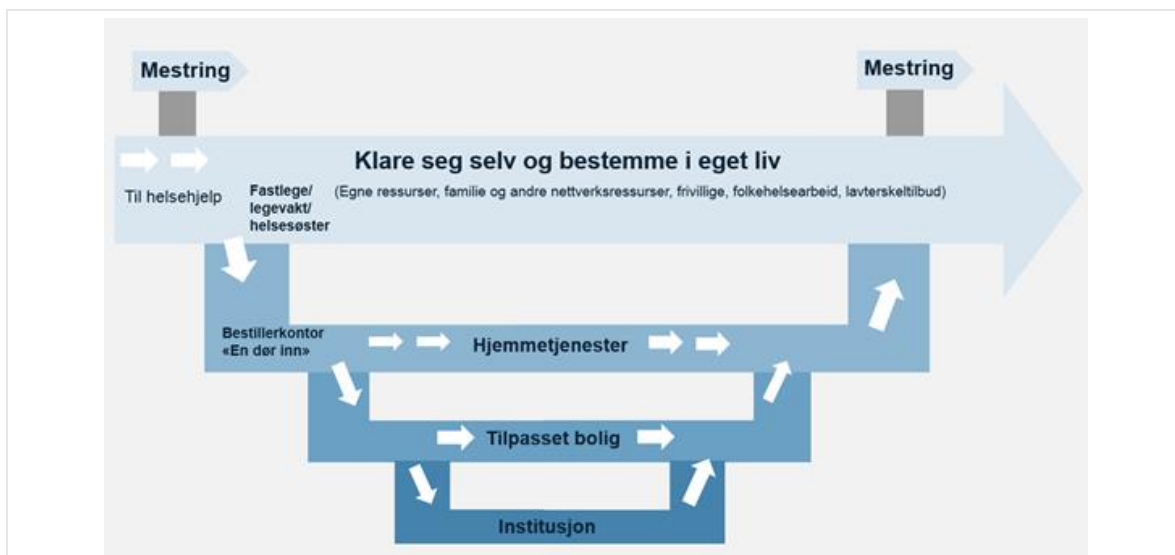 Mestring
Mestring
Klare seg selv og bestemme i eget liv
(Egne ressurser, familie og andre nettverksressurser, frivillige, folkehelsearbeid, lavterskeltilbud)
Til helsehjelp
Fastlege/
legevakt/
helsesøster
Bestillerkontor
«En dør inn»
Hjemmetjenester
Tilpasset bolig
Institusjon